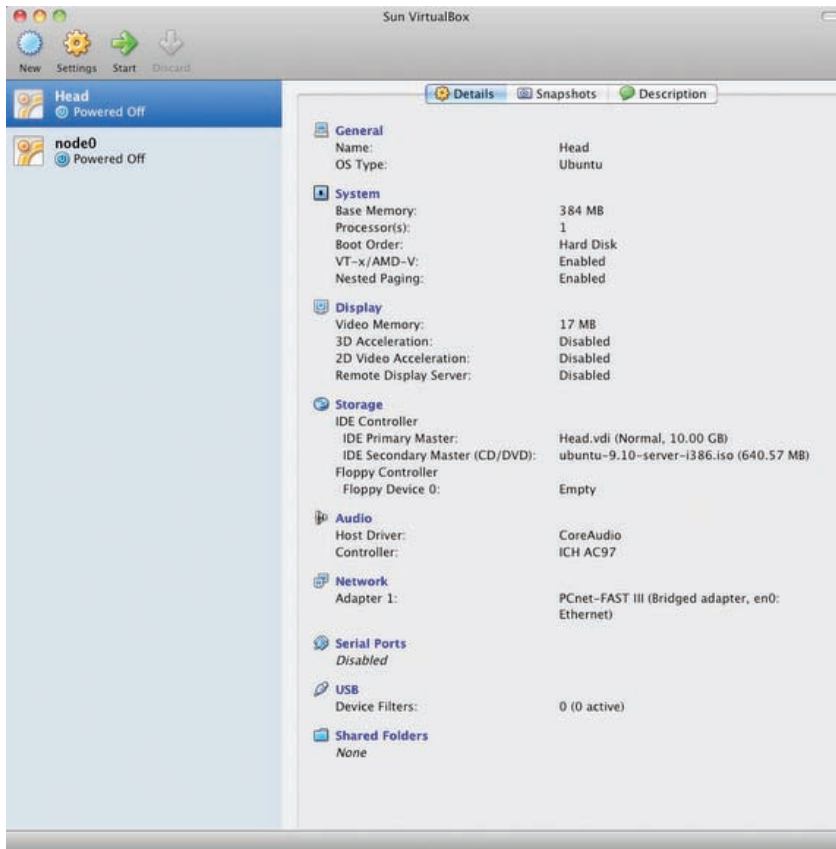 Sun VirtualBox
New Settings Start Discard
Head
Powered Off
node0
Powered Off
Details Snapshots Description
General
Name: Head
OS Type: Ubuntu
System
Base Memory: 384 MB
Processor(s): 1
Boot Order: Hard Disk
VT-x/AMD-V: Enabled
Nested Paging: Enabled
Display
Video Memory: 17 MB
3D Acceleration: Disabled
2D Video Acceleration: Disabled
Remote Display Server: Disabled
Storage
IDE Controller
IDE Primary Master: Head.vdi (Normal, 10.00 GB)
IDE Secondary Master (CD/DVD): ubuntu-9.10-server-i386.iso (640.57 MB)
Floppy Controller
Floppy Device 0: Empty
Audio
Host Driver: CoreAudio
Controller: ICH AC97
Network
Adapter 1: PCnet-FAST III (Bridged adapter, en0:
Ethernet)
Serial Ports
Disabled
USB
Device Filters: 0 (0 active)
Shared Folders
None